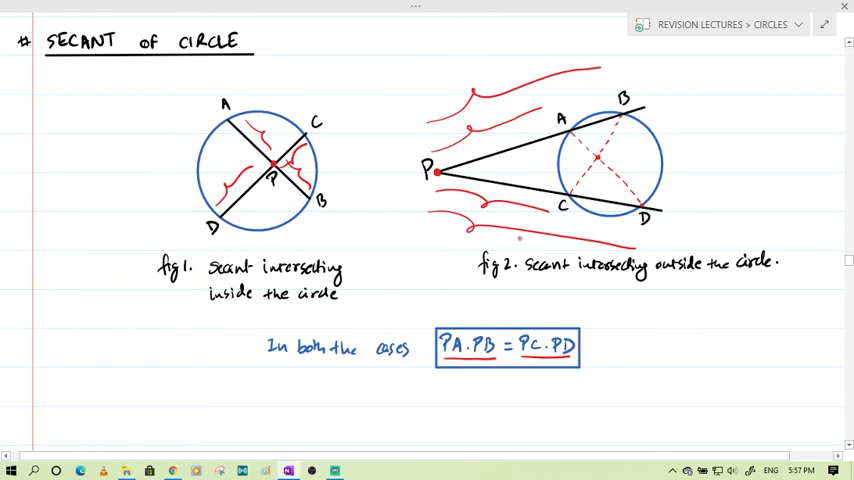 ...
REVISION LECTURES > CIRCLES
# SECANT of CIRCLE
A
C
P
B
D
P
A
B
C
D
fig 1. Secant intersecting
inside the circle
fig 2. Secant intersecting outside the circle.
In both the cases PA.PB = PC.PD
ENG 5:57 PM